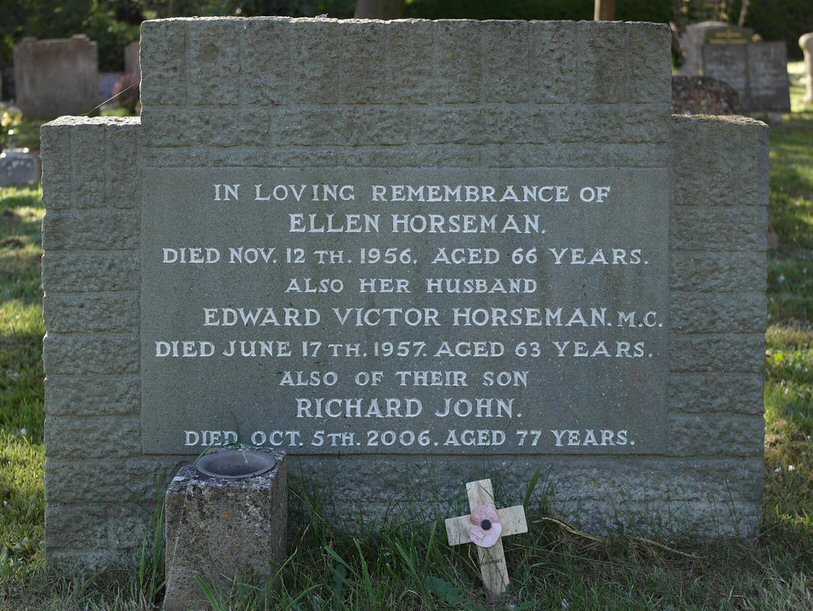 IN LOVING REMEMBRANCE OF
ELLEN HORSEMAN.
DIED NOV. 12 TH. 1956. AGED 66 YEARS.
ALSO HER HUSBAND
EDWARD VICTOR HORSEMAN. M.C.
DIED JUNE 17 TH. 1957. AGED 63 YEARS.
ALSO OF THEIR SON
RICHARD JOHN.
DIED OCT. 5TH. 2006. AGED 77 YEARS.